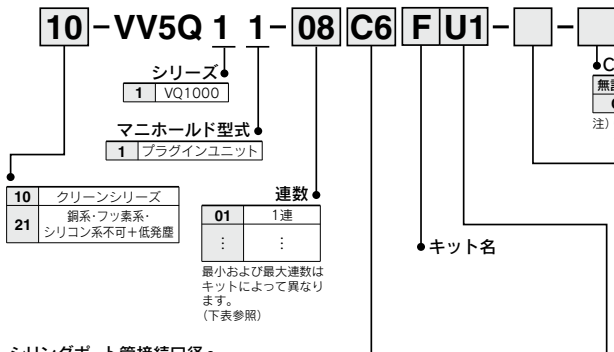 10-VV5Q 1 1-08 C6 F U1-
シリーズ
1 VQ1000
マニホールド型式
1 プラグインユニット
10 クリーンシリーズ
21 銅系・フッ素系・
シリコン系不可+低発塵
連数
01 1連
⋮ ⋮
最小および最大連数は
キットによって異なり
ます。
(下表参照)
キット名
C
無
注)
シリンダポート管接続口径